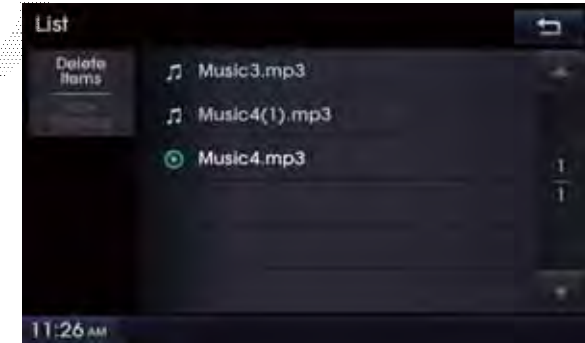 List
Delete
Items
Music3.mp3
Music4(1).mp3
Music4.mp3
1
1
11:26 AM